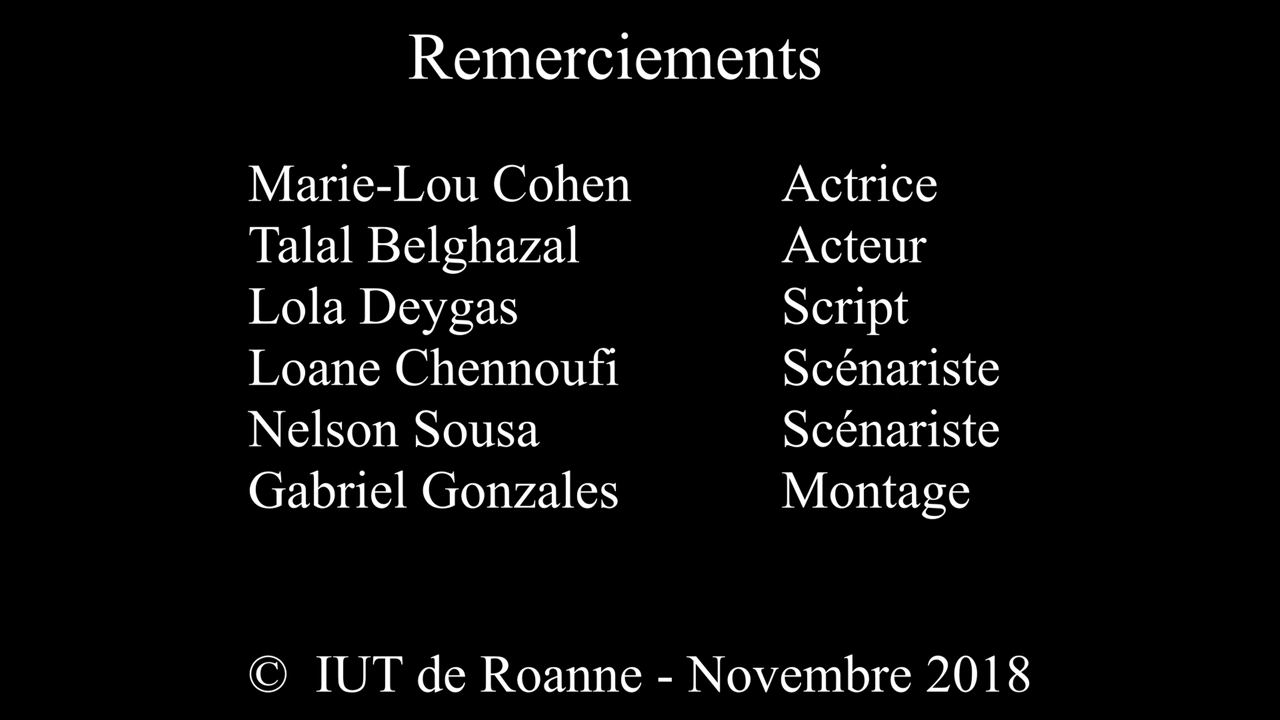 Remerciements
Marie-Lou Cohen Actrice
Talal Belghazal Acteur
Lola Deygas Script
Loane Chennoufi Scénariste
Nelson Sousa Scénariste
Gabriel Gonzales Montage
© IUT de Roanne - Novembre 2018